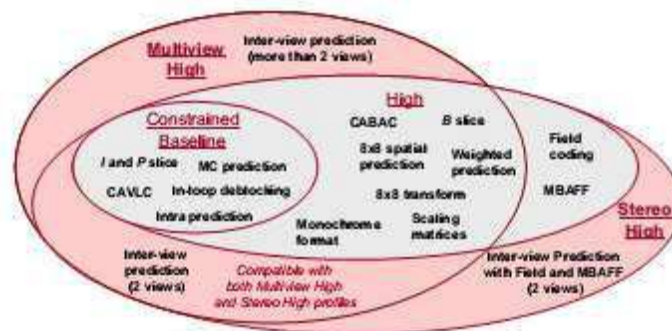 Multiview
High
Inter-view prediction
(more than 2 views)
High
Constrained
Baseline
CABAC
B slice
I and P slice
MC prediction
CAVLC
In-loop deblocking
Intra prediction
8x8 spatial
prediction
Weighted
prediction
8x8 transform
Monochrome
format
Scaling
matrices
Field
coding
MBAFF
Stereo
High
Inter-view
prediction
(2 views)
Compatible with
both Multiview High
and Stereo High profiles
Inter-view Prediction
with Field and MBAFF
(2 views)